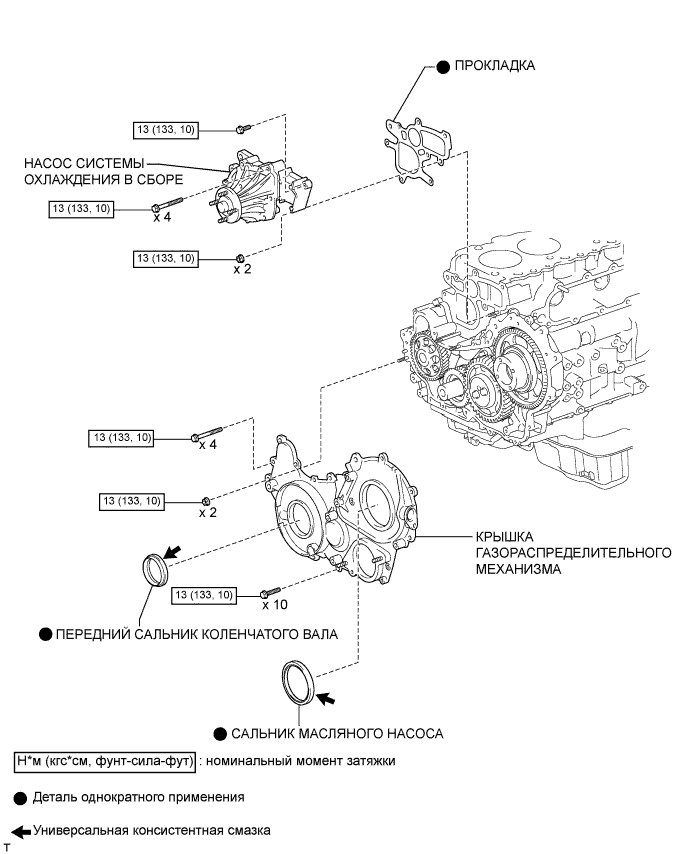 ПРОКЛАДКА
13 (133, 10)
НАСОС СИСТЕМЫ
ОХЛАЖДЕНИЯ В СБОРЕ
13 (133, 10)
x 4
13 (133, 10)
x 2
13 (133, 10)
x 4
13 (133, 10)
x 2
КРЫШКА
ГАЗОРАСПРЕДЕЛИТЕЛЬНОГО
МЕХАНИЗМА
13 (133, 10)
x 10
ПЕРЕДНИЙ САЛЬНИК КОЛЕНЧАТОГО ВАЛА
САЛЬНИК МАСЛЯНОГО НАСОСА
Н*м (кгс*см, фунт-сила-фут) : номинальный момент затяжки
Деталь однократного применения
Универсальная консистентная смазка
T